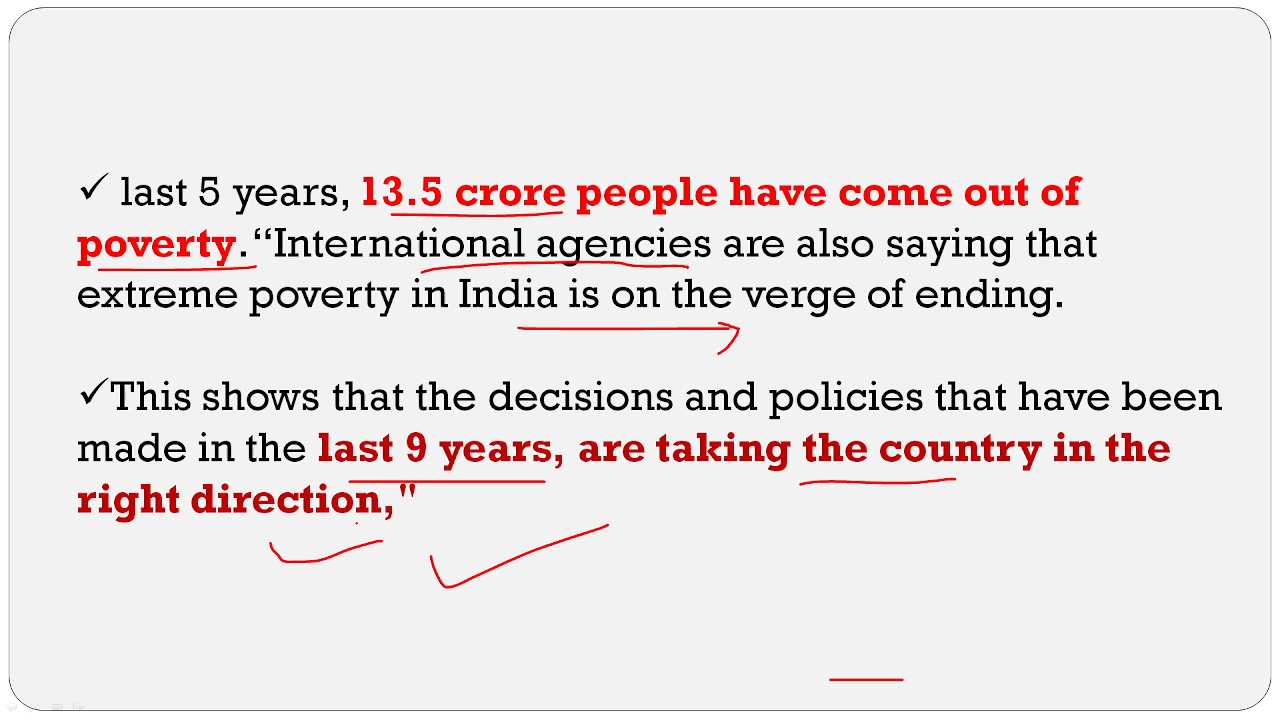 ✓ last 5 years, 13.5 crore people have come out of
poverty. “International agencies are also saying that
extreme poverty in India is on the verge of ending.
✓This shows that the decisions and policies that have been
made in the last 9 years, are taking the country in the
right direction,"